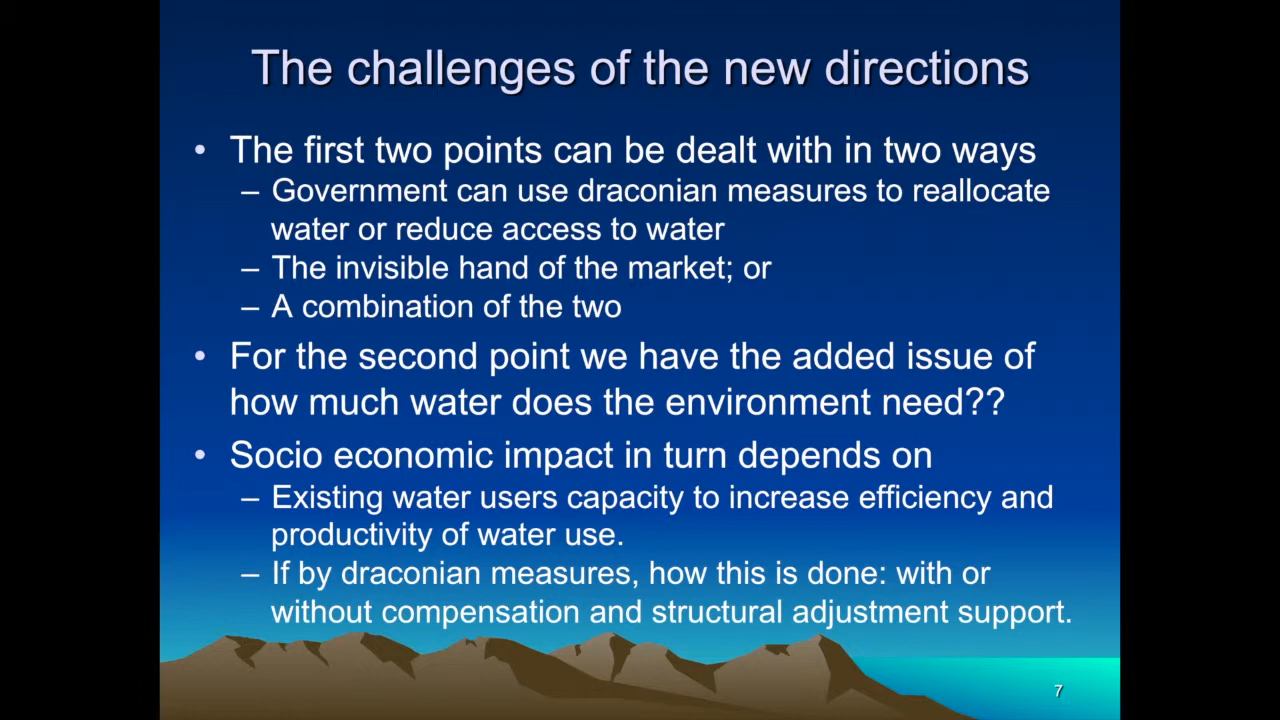 The challenges of the new directions
• The first two points can be dealt with in two ways
– Government can use draconian measures to reallocate
water or reduce access to water
– The invisible hand of the market; or
– A combination of the two
• For the second point we have the added issue of
how much water does the environment need??
• Socio economic impact in turn depends on
– Existing water users capacity to increase efficiency and
productivity of water use.
– If by draconian measures, how this is done: with or
without compensation and structural adjustment support.
7